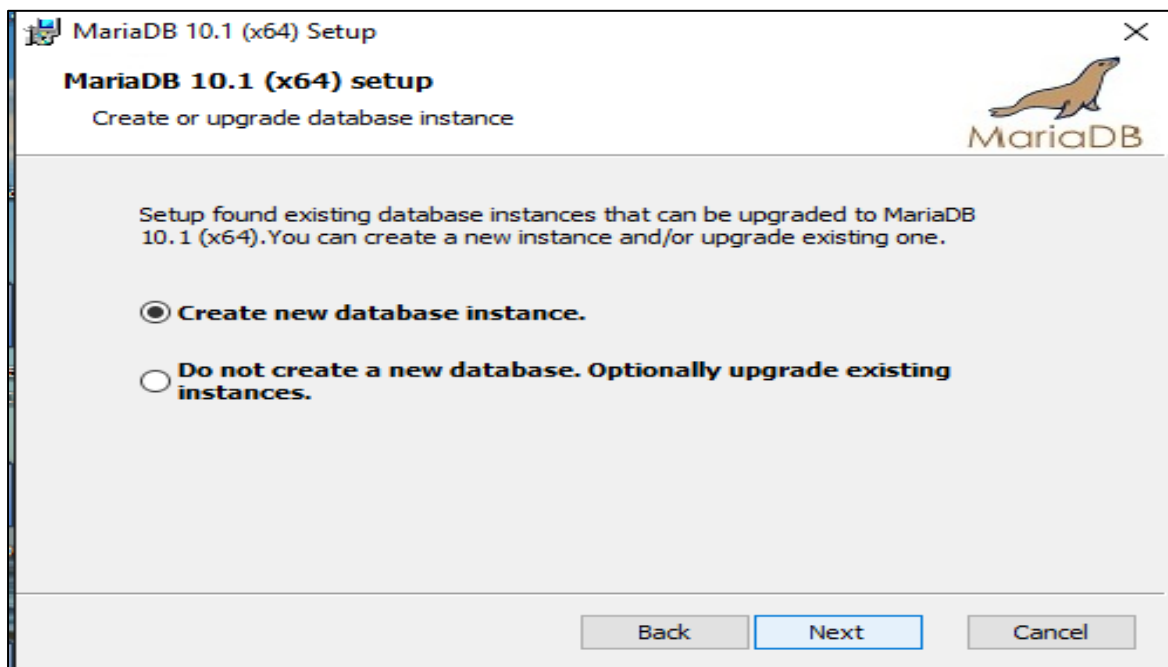 MariaDB 10.1 (x64) Setup
MariaDB 10.1 (x64) setup
Create or upgrade database instance
MariaDB
Setup found existing database instances that can be upgraded to MariaDB
10.1 (x64).You can create a new instance and/or upgrade existing one.
Create new database instance.
Do not create a new database. Optionally upgrade existing
instances.
Back
Next
Cancel